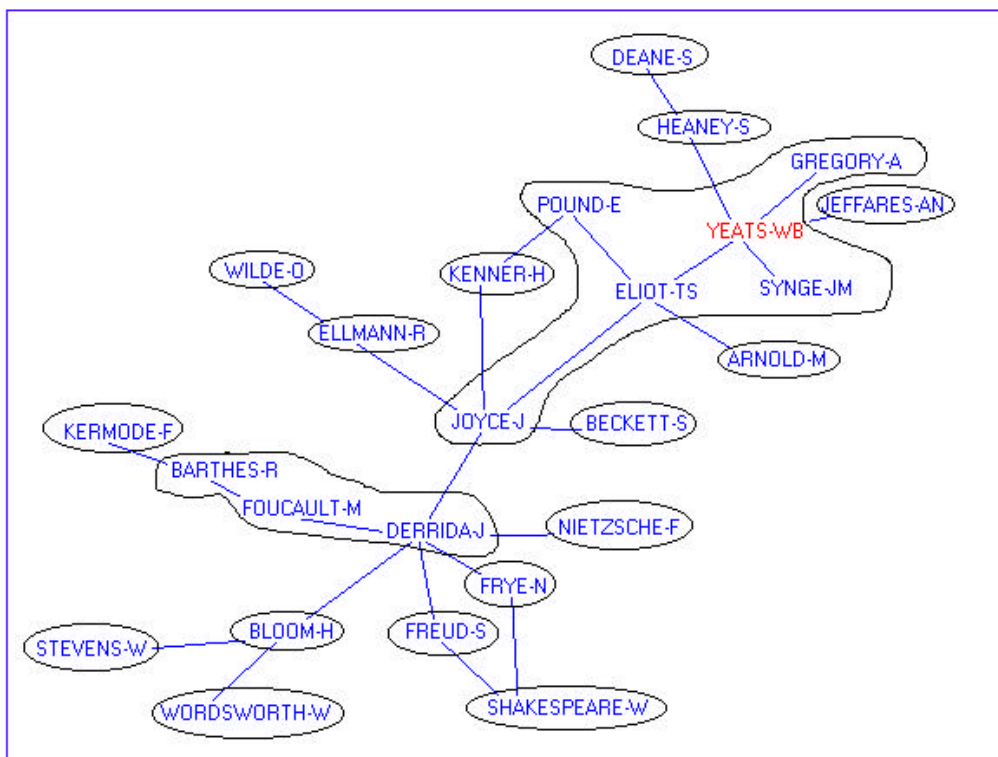 DEANE-S
HEANEY-S
GREGORY-A
POUND-E
JEFFARES-AN
YEATS-WB
WILDE-O
KENNER-H
ELIOT-TS
SYNGE-JM
ELLMANN-R
ARNOLD-M
JOYCE-J
BECKETT-S
KERMODE-F
BARTHES-R
FOUCAULT-M
DERRIDA-J
NIETZSCHE-F
FRYE-N
BLOOM-H
FREUD-S
STEVENS-W
WORDSWORTH-W
SHAKESPEARE-W